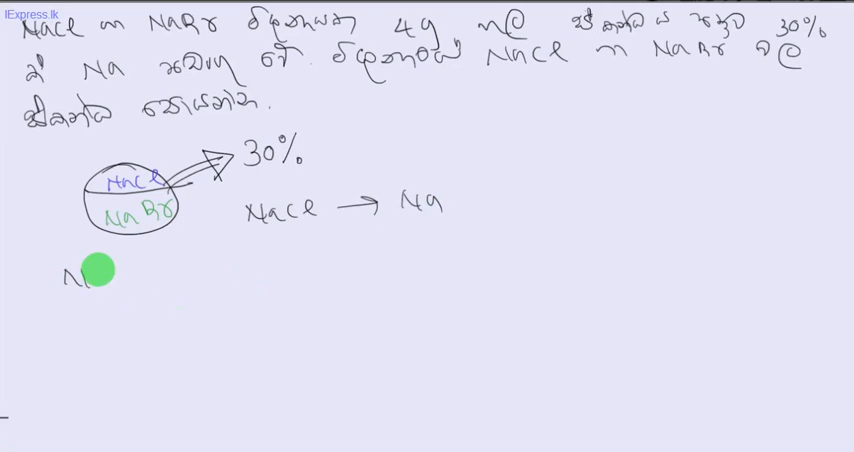 IExpress.lk
NaCl හා NaBr මිශ්‍රණයක 4g තුල ස්කන්ධය අනුව 30%
ක් Na අඩංගු වේ. මිශ්‍රණයේ NaCl හා NaBr වල
ස්කන්ධ සොයන්න.
30%
NaCl
NaBr
NaCl → Na
N